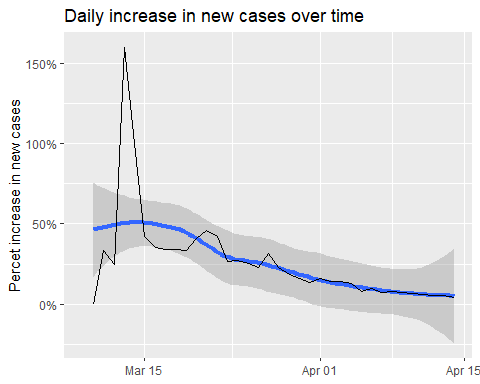 Daily increase in new cases over time
Percet increase in new cases
150%
100%
50%
0%
Mar 15
Apr 01
Apr 15